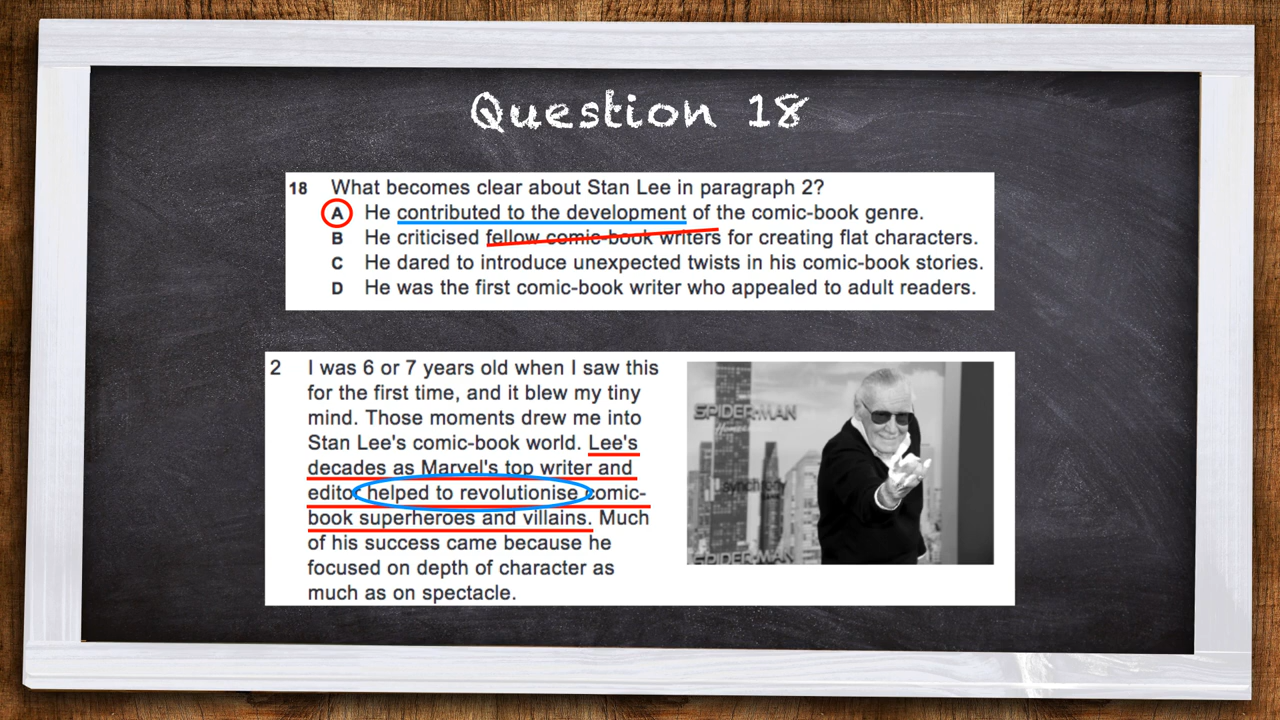 Question 18
18 What becomes clear about Stan Lee in paragraph 2?
A He contributed to the development of the comic-book genre.
B He criticised fellow comic-book writers for creating flat characters.
C He dared to introduce unexpected twists in his comic-book stories.
D He was the first comic-book writer who appealed to adult readers.
2 I was 6 or 7 years old when I saw this
for the first time, and it blew my tiny
mind. Those moments drew me into
Stan Lee's comic-book world. Lee's
decades as Marvel's top writer and
editor helped to revolutionise comic-
book superheroes and villains. Much
of his success came because he
focused on depth of character as
much as on spectacle.
SPIDER-MAN
Homecoming
synchrony
SPIDER-MAN